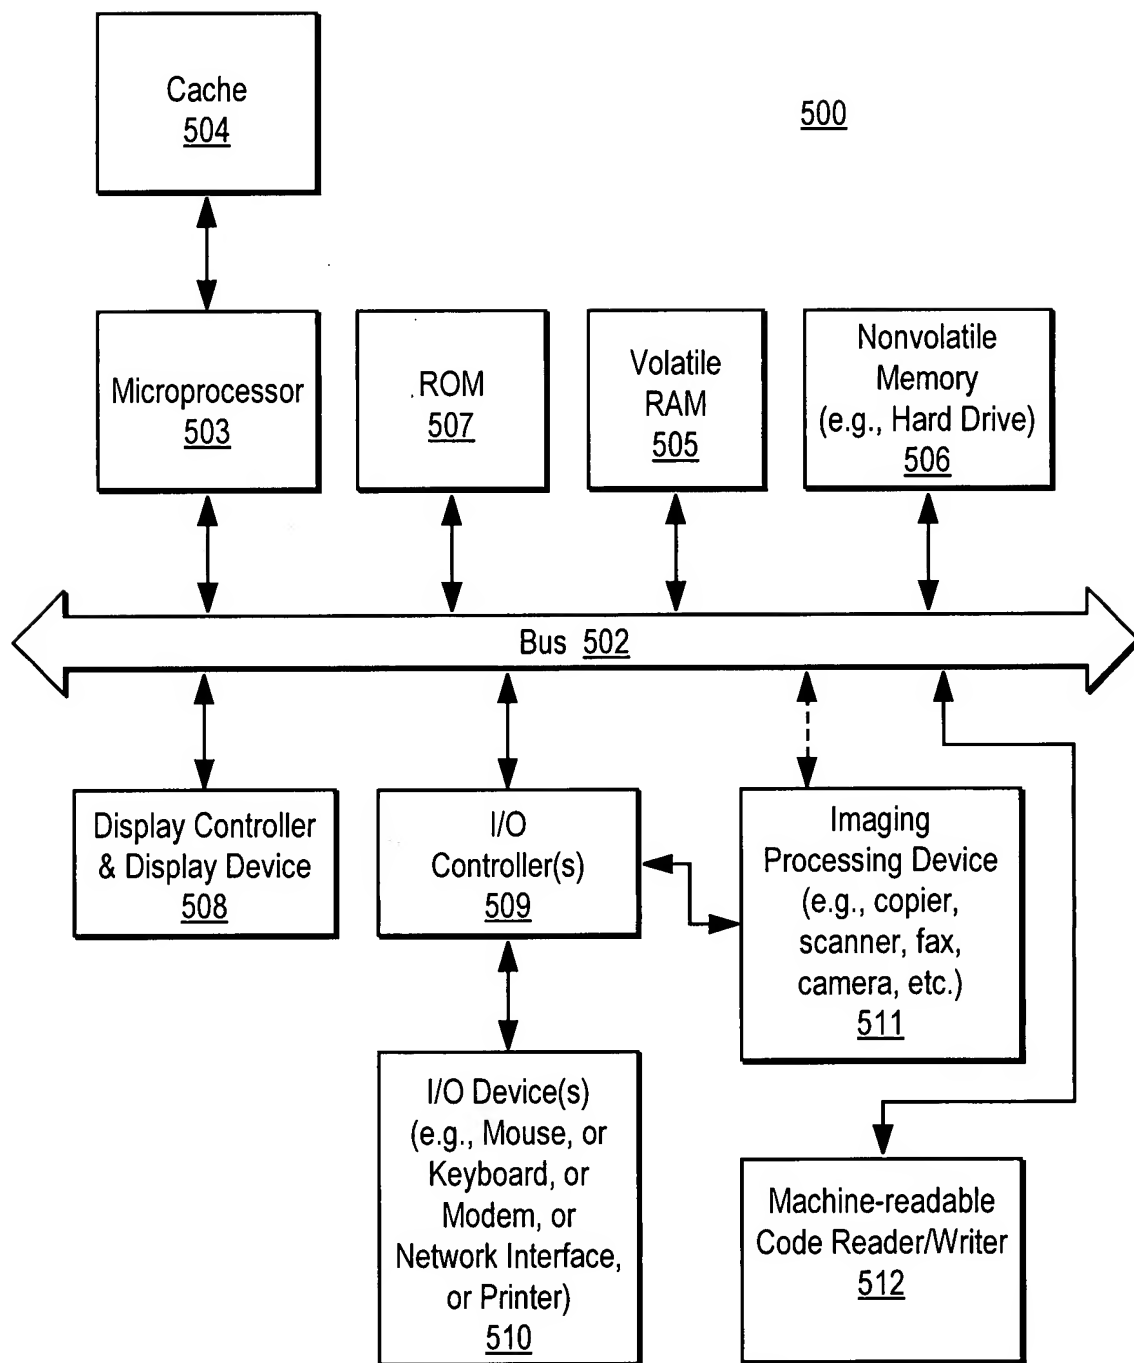 Cache
504
500
Microprocessor
503
ROM
507
Volatile
RAM
505
Nonvolatile
Memory
(e.g., Hard Drive)
506
Bus 502
Display Controller
& Display Device
508
I/O
Controller(s)
509
Imaging
Processing Device
(e.g., copier,
scanner, fax,
camera, etc.)
511
I/O Device(s)
(e.g., Mouse, or
Keyboard, or
Modem, or
Network Interface,
or Printer)
510
Machine-readable
Code Reader/Writer
512